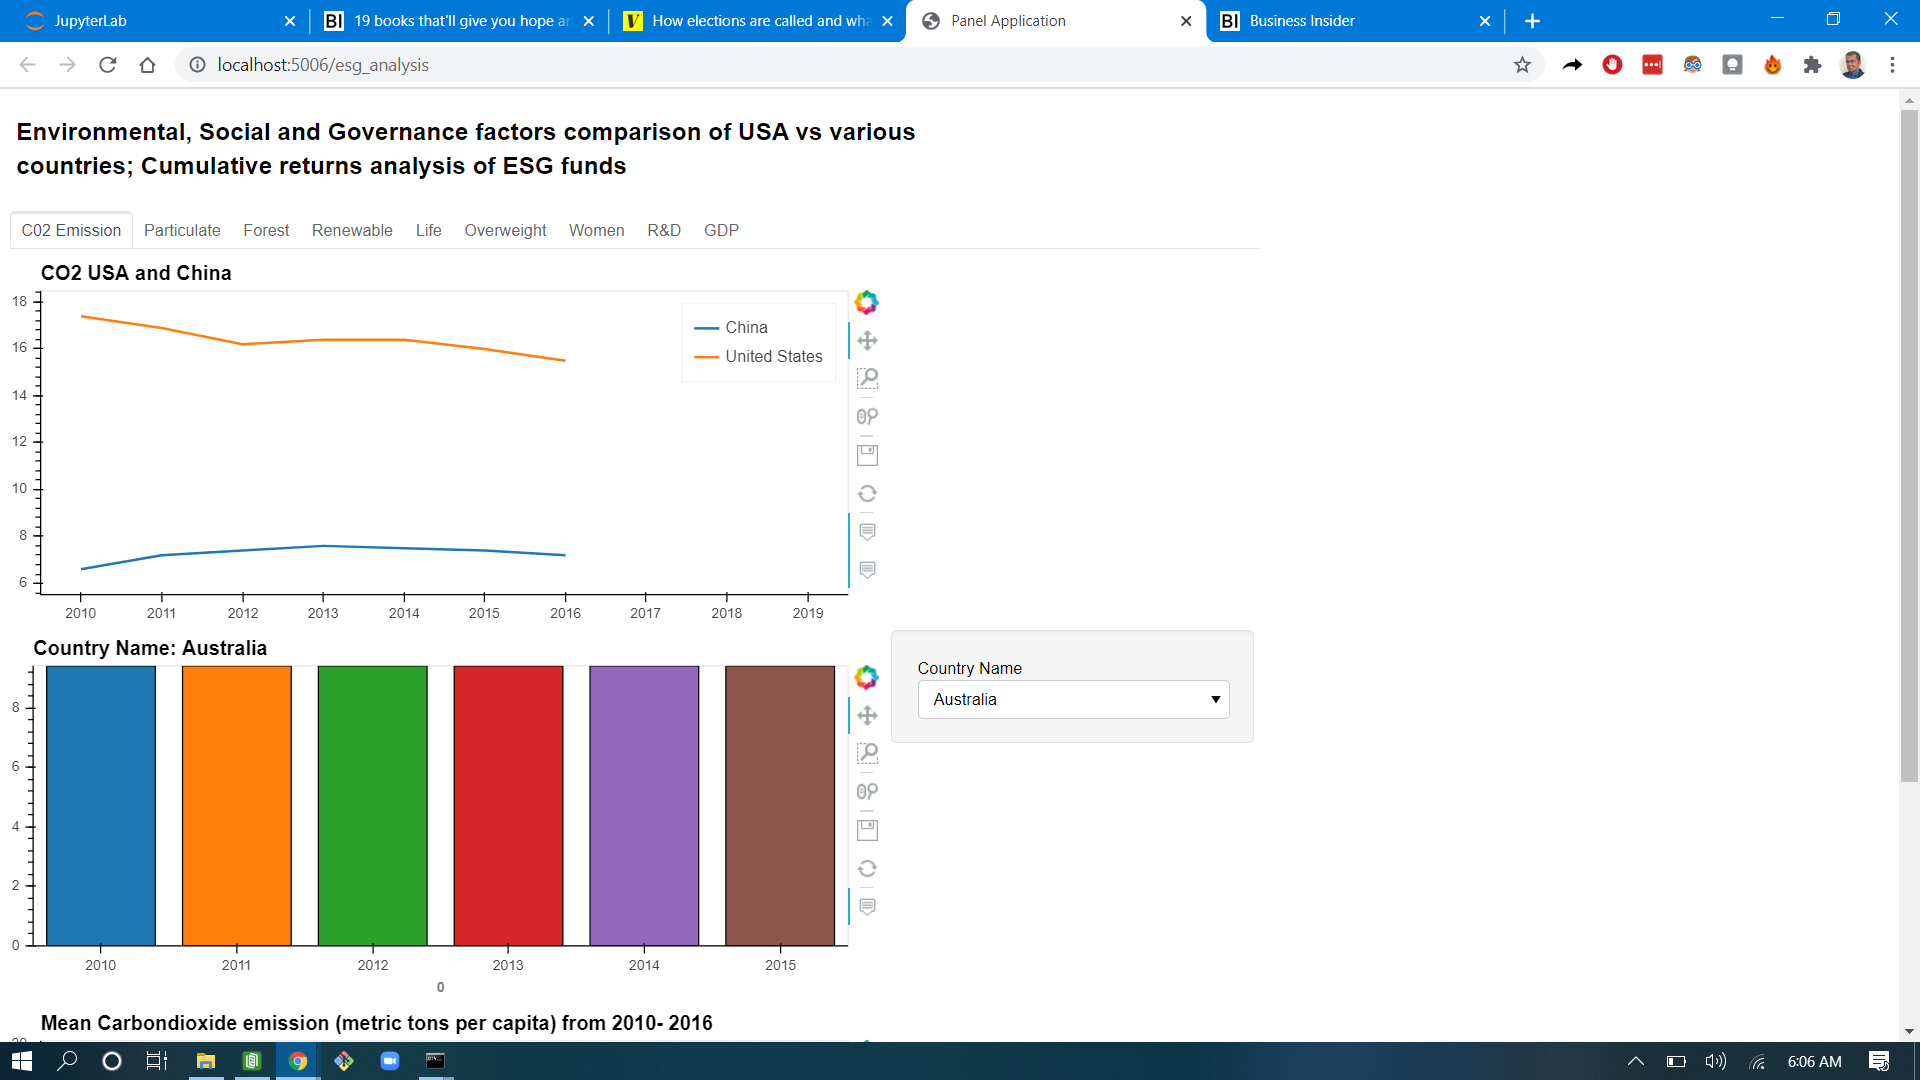 JupyterLab
BI 19 books that'll give you hope an
V How elections are called and wha
Panel Application
BI Business Insider
localhost:5006/esg_analysis
Environmental, Social and Governance factors comparison of USA vs various
countries; Cumulative returns analysis of ESG funds
C02 Emission Particulate Forest Renewable Life Overweight Women R&D GDP
CO2 USA and China
18
16
14
12
10
8
6
China
United States
2010 2011 2012 2013 2014 2015 2016 2017 2018 2019
Country Name: Australia
8
6
4
2
0
2010 2011 2012 2013 2014 2015
0
Country Name
Australia
Mean Carbondioxide emission (metric tons per capita) from 2010- 2016
6:06 AM